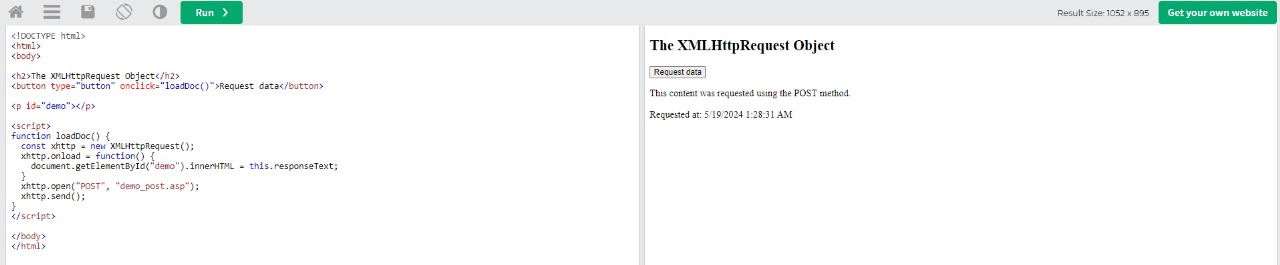 Run ❯
Result Size: 1052 x 895
Get your own website
<!DOCTYPE html>
<html>
<body>
<h2>The XMLHttpRequest Object</h2>
<button type="button" onclick="loadDoc()">Request data</button>
<p id="demo"></p>
<script>
function loadDoc() {
  const xhttp = new XMLHttpRequest();
  xhttp.onload = function() {
    document.getElementById("demo").innerHTML = this.responseText;
  }
  xhttp.open("POST", "demo_post.asp");
  xhttp.send();
}
</script>
</body>
</html>
The XMLHttpRequest Object
Request data
This content was requested using the POST method.
Requested at: 5/19/2024 1:28:31 AM